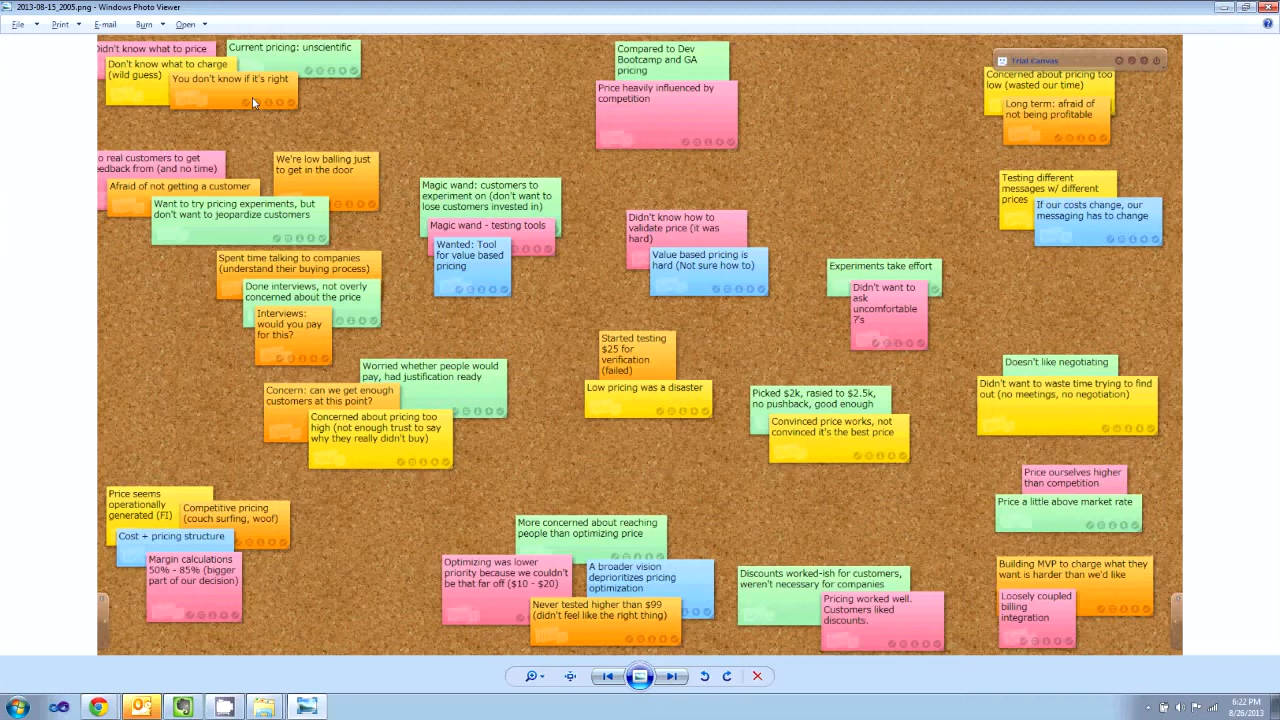 2013-08-15_2005.png - Windows Photo Viewer
File Print E-mail Burn Open
Didn't know what to price
Current pricing: unscientific
Don't know what to charge
(wild guess)
You don't know if it's right
Compared to Dev
Bootcamp and GA
pricing
Price heavily influenced by
competition
Trial Canvas
Concerned about pricing too
low (wasted our time)
Long term: afraid of
not being profitable
o real customers to get
eedback from (and no time)
Afraid of not getting a customer
We're low balling just
to get in the door
Want to try pricing experiments, but
don't want to jeopardize customers
Magic wand: customers to
experiment on (don't want to
lose customers invested in)
Magic wand - testing tools
Wanted: Tool
for value based
pricing
Didn't know how to
validate price (it was
hard)
Value based pricing is
hard (Not sure how to)
Testing different
messages w/ different
prices
If our costs change, our
messaging has to change
Spent time talking to companies
(understand their buying process)
Done interviews, not overly
concerned about the price
Interviews:
would you pay
for this?
Experiments take effort
Didn't want to
ask
uncomfortable
?'s
Started testing
$25 for
verification
(failed)
Low pricing was a disaster
Worried whether people would
pay, had justification ready
Concern: can we get enough
customers at this point?
Concerned about pricing too
high (not enough trust to say
why they really didn't buy)
Picked $2k, rasied to $2.5k,
no pushback, good enough
Convinced price works, not
convinced it's the best price
Doesn't like negotiating
Didn't want to waste time trying to find
out (no meetings, no negotiation)
Price ourselves higher
than competition
Price a little above market rate
Price seems
operationally
generated (FI)
Competitive pricing
(couch surfing, woof)
Cost + pricing structure
Margin calculations
50% - 85% (bigger
part of our decision)
More concerned about reaching
people than optimizing price
Optimizing was lower
priority because we couldn't
be that far off ($10 - $20)
A broader vision
deprioritizes pricing
optimization
Never tested higher than $99
(didn't feel like the right thing)
Discounts worked-ish for customers,
weren't necessary for companies
Pricing worked well.
Customers liked
discounts.
Building MVP to charge what they
want is harder than we'd like
Loosely coupled
billing
integration
6:22 PM
8/26/2013